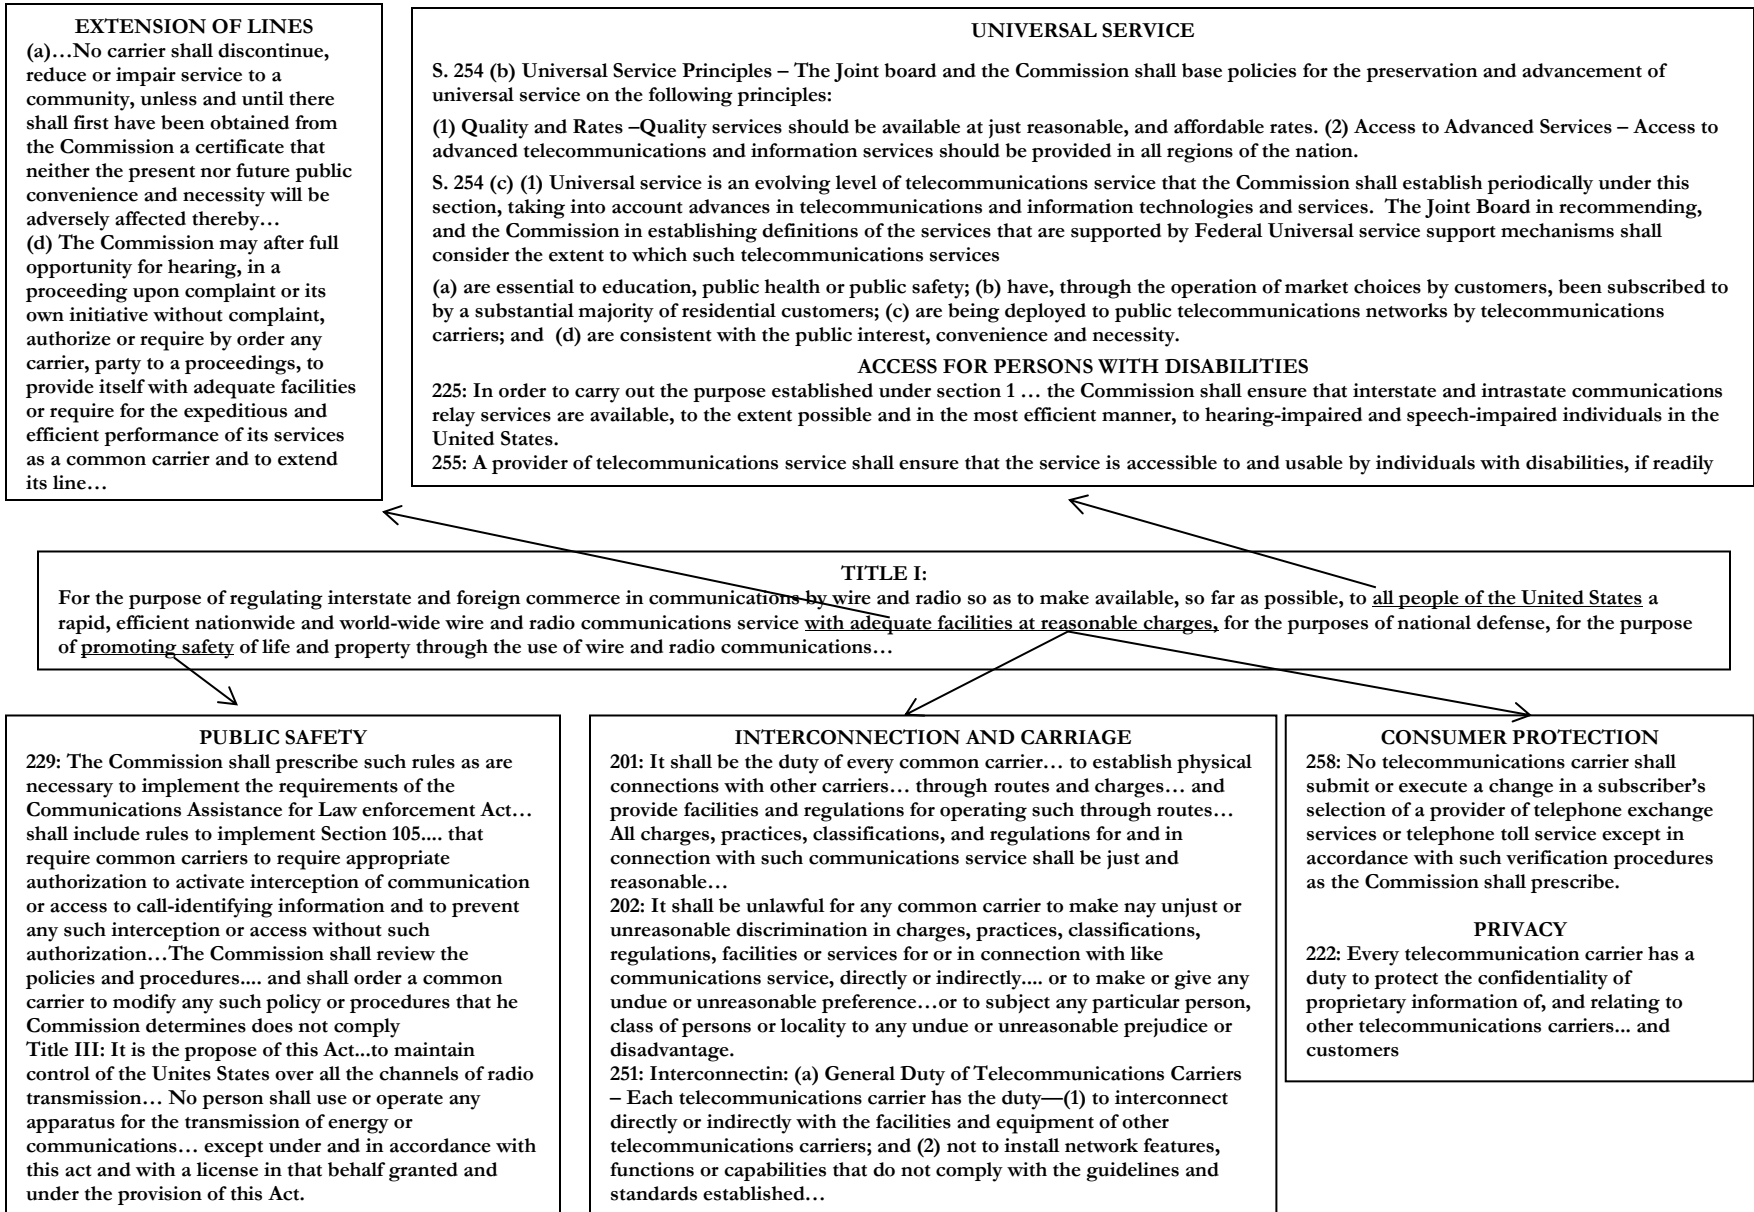 EXTENSION OF LINES
(a)…No carrier shall discontinue,
reduce or impair service to a
community, unless and until there
shall first have been obtained from
the Commission a certificate that
neither the present nor future public
convenience and necessity will be
adversely affected thereby…
(d) The Commission may after full
opportunity for hearing, in a
proceeding upon complaint or its
own initiative without complaint,
authorize or require by order any
carrier, party to a proceedings, to
provide itself with adequate facilities
or require for the expeditious and
efficient performance of its services
as a common carrier and to extend
its line…
UNIVERSAL SERVICE
S. 254 (b) Universal Service Principles – The Joint board and the Commission shall base policies for the preservation and advancement of
universal service on the following principles:
(1) Quality and Rates –Quality services should be available at just reasonable, and affordable rates. (2) Access to Advanced Services – Access to
advanced telecommunications and information services should be provided in all regions of the nation.
S. 254 (c) (1) Universal service is an evolving level of telecommunications service that the Commission shall establish periodically under this
section, taking into account advances in telecommunications and information technologies and services. The Joint Board in recommending,
and the Commission in establishing definitions of the services that are supported by Federal Universal service support mechanisms shall
consider the extent to which such telecommunications services
(a) are essential to education, public health or public safety; (b) have, through the operation of market choices by customers, been subscribed to
by a substantial majority of residential customers; (c) are being deployed to public telecommunications networks by telecommunications
carriers; and (d) are consistent with the public interest, convenience and necessity.
ACCESS FOR PERSONS WITH DISABILITIES
225: In order to carry out the purpose established under section 1 … the Commission shall ensure that interstate and intrastate communications
relay services are available, to the extent possible and in the most efficient manner, to hearing-impaired and speech-impaired individuals in the
United States.
255: A provider of telecommunications service shall ensure that the service is accessible to and usable by individuals with disabilities, if readily
TITLE I:
For the purpose of regulating interstate and foreign commerce in communications by wire and radio so as to make available, so far as possible, to all people of the United States a
rapid, efficient nationwide and world-wide wire and radio communications service with adequate facilities at reasonable charges, for the purposes of national defense, for the purpose
of promoting safety of life and property through the use of wire and radio communications…
PUBLIC SAFETY
229: The Commission shall prescribe such rules as are
necessary to implement the requirements of the
Communications Assistance for Law enforcement Act…
shall include rules to implement Section 105.... that
require common carriers to require appropriate
authorization to activate interception of communication
or access to call-identifying information and to prevent
any such interception or access without such
authorization…The Commission shall review the
policies and procedures.... and shall order a common
carrier to modify any such policy or procedures that he
Commission determines does not comply
Title III: It is the propose of this Act...to maintain
control of the Unites States over all the channels of radio
transmission… No person shall use or operate any
apparatus for the transmission of energy or
communications… except under and in accordance with
this act and with a license in that behalf granted and
under the provision of this Act.
INTERCONNECTION AND CARRIAGE
201: It shall be the duty of every common carrier… to establish physical
connections with other carriers… through routes and charges… and
provide facilities and regulations for operating such through routes…
All charges, practices, classifications, and regulations for and in
connection with such communications service shall be just and
reasonable…
202: It shall be unlawful for any common carrier to make nay unjust or
unreasonable discrimination in charges, practices, classifications,
regulations, facilities or services for or in connection with like
communications service, directly or indirectly.... or to make or give any
undue or unreasonable preference…or to subject any particular person,
class of persons or locality to any undue or unreasonable prejudice or
disadvantage.
251: Interconnectin: (a) General Duty of Telecommunications Carriers
– Each telecommunications carrier has the duty—(1) to interconnect
directly or indirectly with the facilities and equipment of other
telecommunications carriers; and (2) not to install network features,
functions or capabilities that do not comply with the guidelines and
standards established…
CONSUMER PROTECTION
258: No telecommunications carrier shall
submit or execute a change in a subscriber’s
selection of a provider of telephone exchange
services or telephone toll service except in
accordance with such verification procedures
as the Commission shall prescribe.
PRIVACY
222: Every telecommunication carrier has a
duty to protect the confidentiality of
proprietary information of, and relating to
other telecommunications carriers... and
customers